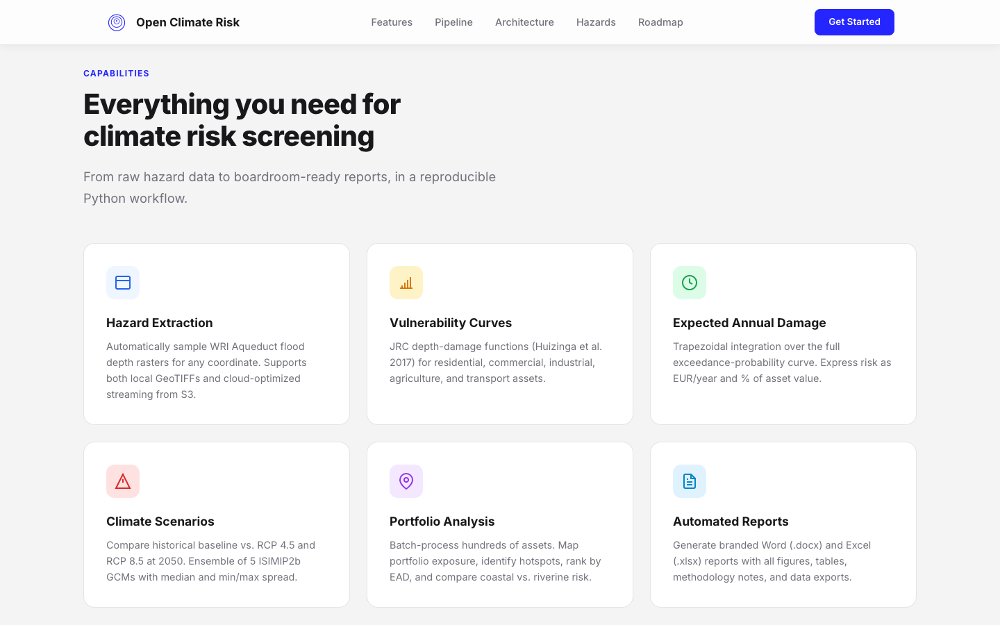 Open Climate Risk
Features
Pipeline
Architecture
Hazards
Roadmap
Get Started
CAPABILITIES
Everything you need for
climate risk screening
From raw hazard data to boardroom-ready reports, in a reproducible
Python workflow.
Hazard Extraction
Automatically sample WRI Aqueduct flood
depth rasters for any coordinate. Supports
both local GeoTIFFs and cloud-optimized
streaming from S3.
Vulnerability Curves
JRC depth-damage functions (Huizinga et al.
2017) for residential, commercial, industrial,
agriculture, and transport assets.
Expected Annual Damage
Trapezoidal integration over the full
exceedance-probability curve. Express risk as
EUR/year and % of asset value.
Climate Scenarios
Compare historical baseline vs. RCP 4.5 and
RCP 8.5 at 2050. Ensemble of 5 ISIMIP2b
GCMs with median and min/max spread.
Portfolio Analysis
Batch-process hundreds of assets. Map
portfolio exposure, identify hotspots, rank by
EAD, and compare coastal vs. riverine risk.
Automated Reports
Generate branded Word (.docx) and Excel
(.xlsx) reports with all figures, tables,
methodology notes, and data exports.